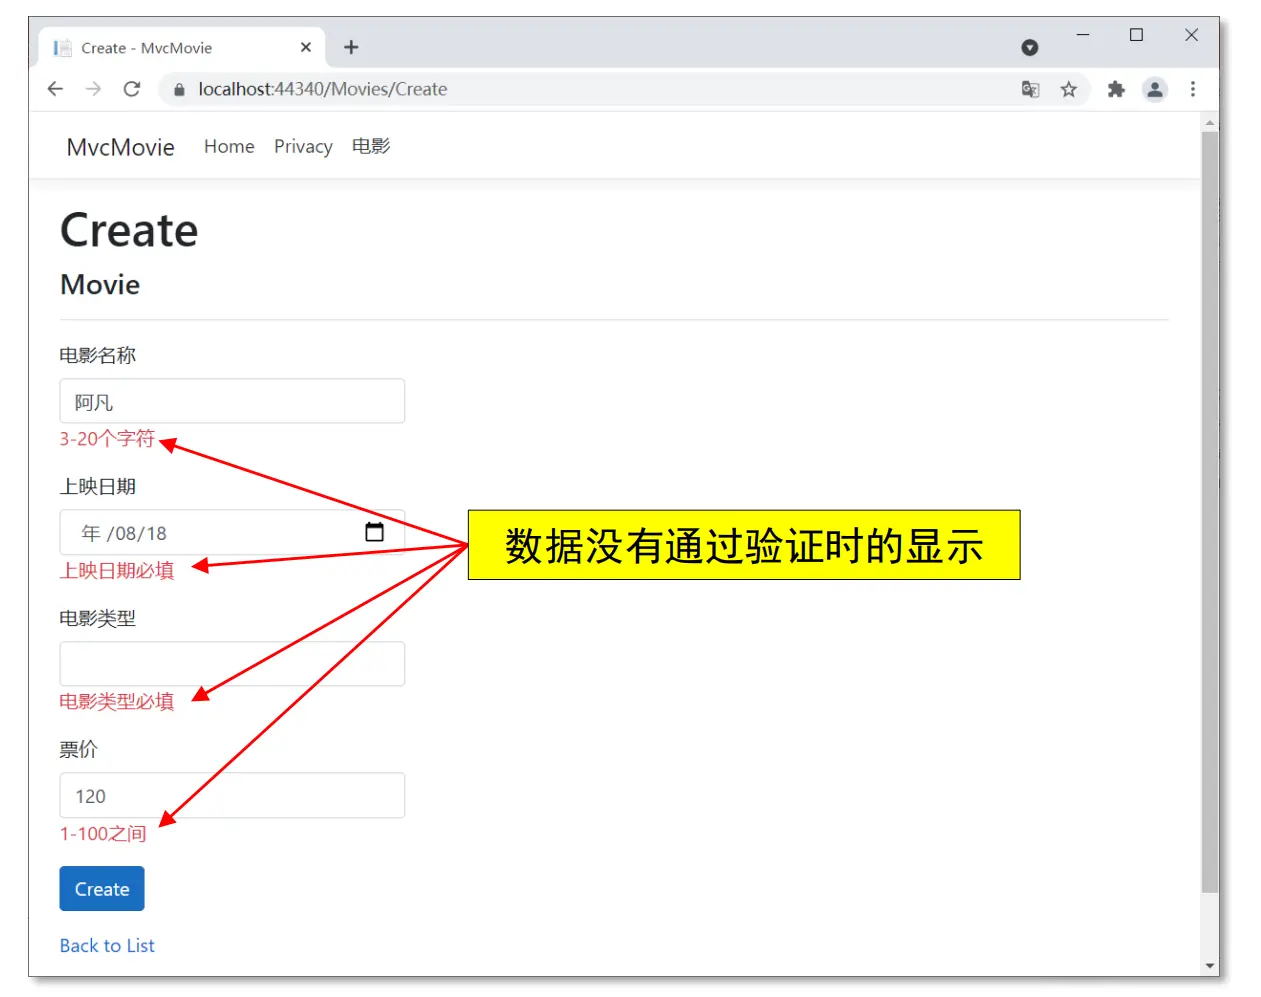 Create - MvcMovie
localhost:44340/Movies/Create
MvcMovie Home Privacy 电影
Create
Movie
电影名称
阿凡
3-20个字符
上映日期
年 /08/18
上映日期必填
数据没有通过验证时的显示
电影类型
电影类型必填
票价
120
1-100之间
Create
Back to List